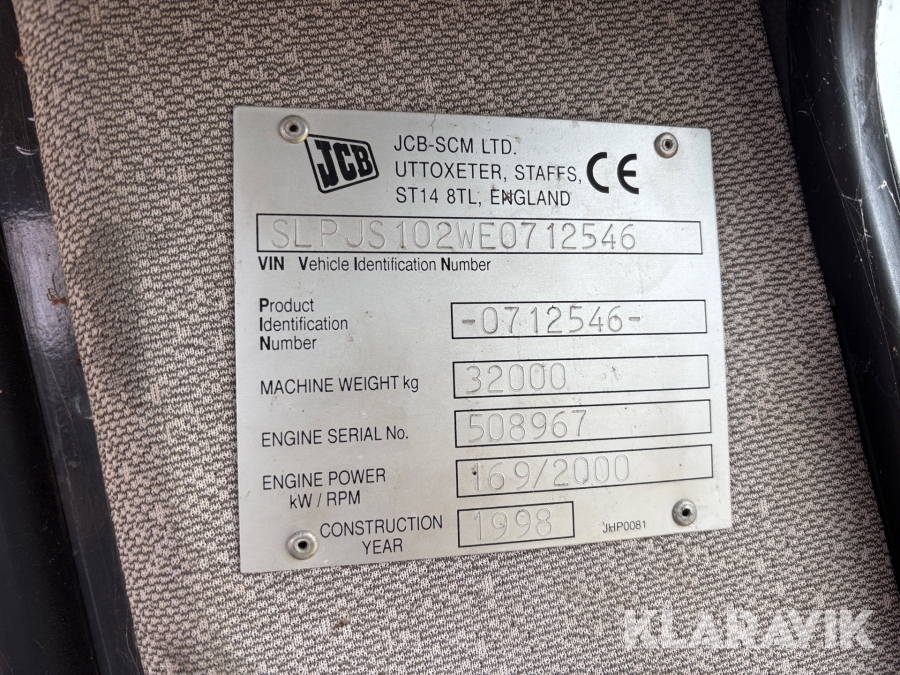 JCB
JCB-SCM LTD.
UTTOXETER, STAFFS,
ST14 8TL, ENGLAND
CE
SLPJS102WE0712546
VIN Vehicle Identification Number
Product
Identification
Number
-0712546-
MACHINE WEIGHT kg
32000
ENGINE SERIAL No.
508967
ENGINE POWER
kW / RPM
169/2000
CONSTRUCTION
YEAR
1998
JHP0081
KLARAVIK